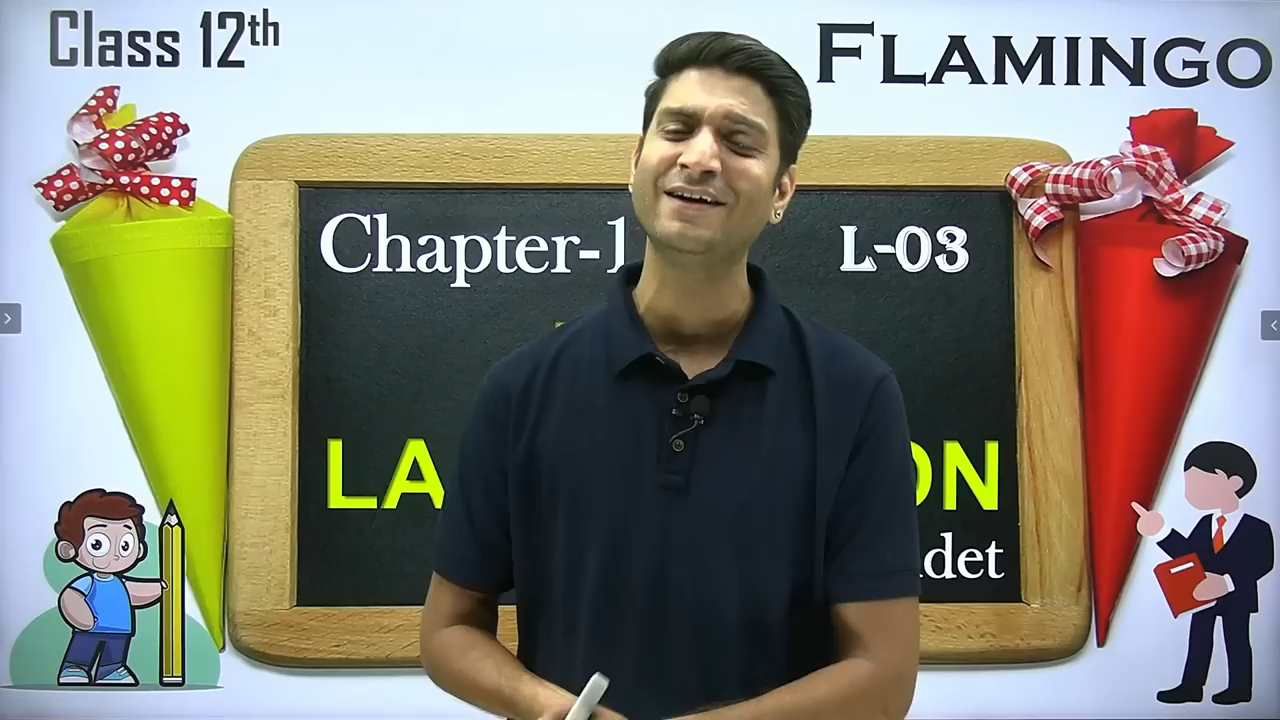 Class 12th
FLAMINGO
Chapter-1
L-03
LA ON
det